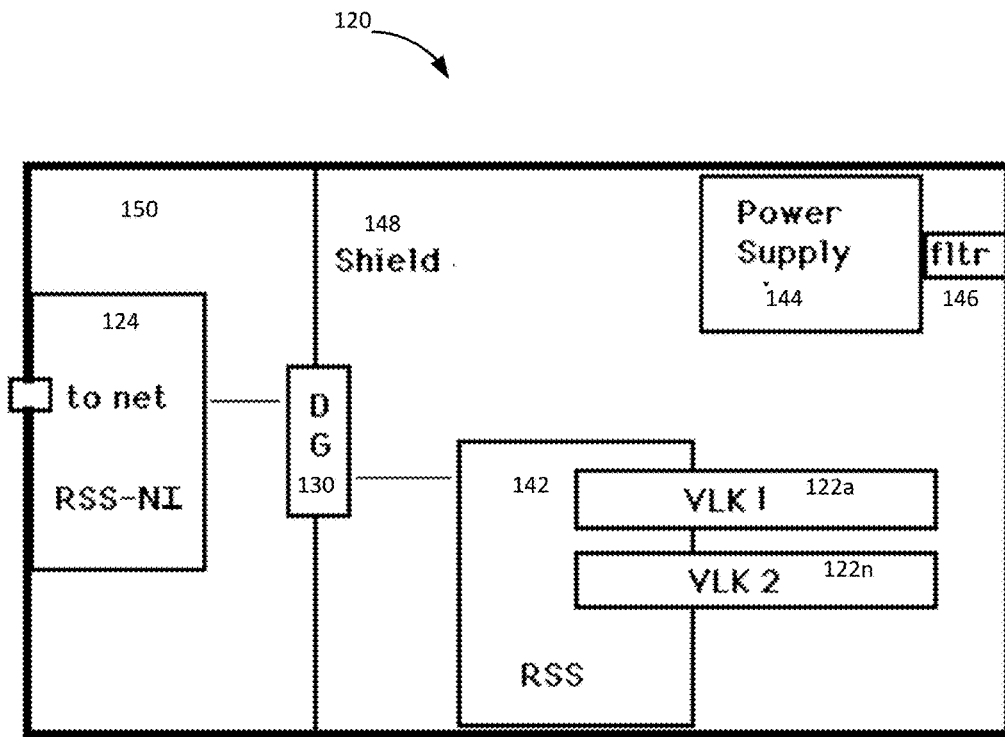 120
150
148
Shield
Power
Supply
144
fltr
146
124
to net
RSS-NI
D
G
130
142
VLK 1
122a
VLK 2
122n
RSS